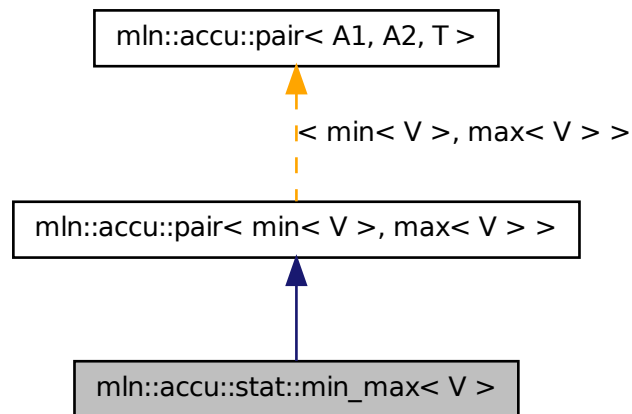 mln::accu::pair< A1, A2, T >
< min< V >, max< V > >
mln::accu::pair< min< V >, max< V > >
mln::accu::stat::min_max< V >